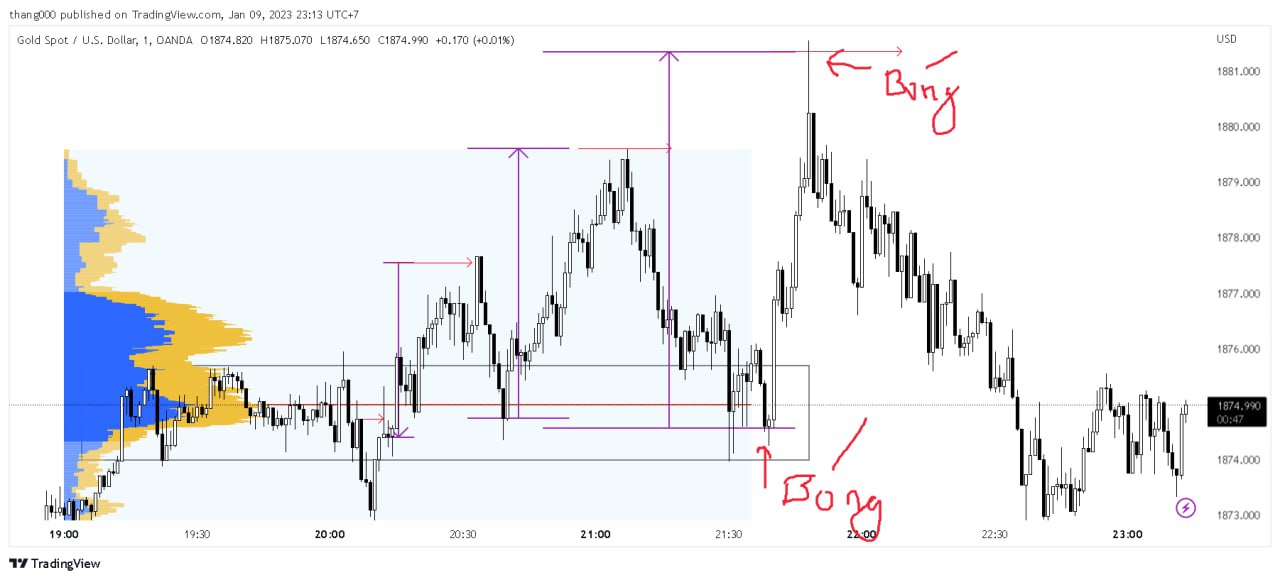 thang000 published on TradingView.com, Jan 09, 2023 23:13 UTC+7
Gold Spot / U.S. Dollar, 1, OANDA O1874.820 H1875.070 L1874.650 C1874.990 +0.170 (+0.01%)
USD
1881.000
Bóng
1880.000
1879.000
1878.000
1877.000
1876.000
1874.990
00:47
1874.000
Bóng
1873.000
19:00 19:30 20:00 20:30 21:00 21:30 22:00 22:30 23:00
TradingView